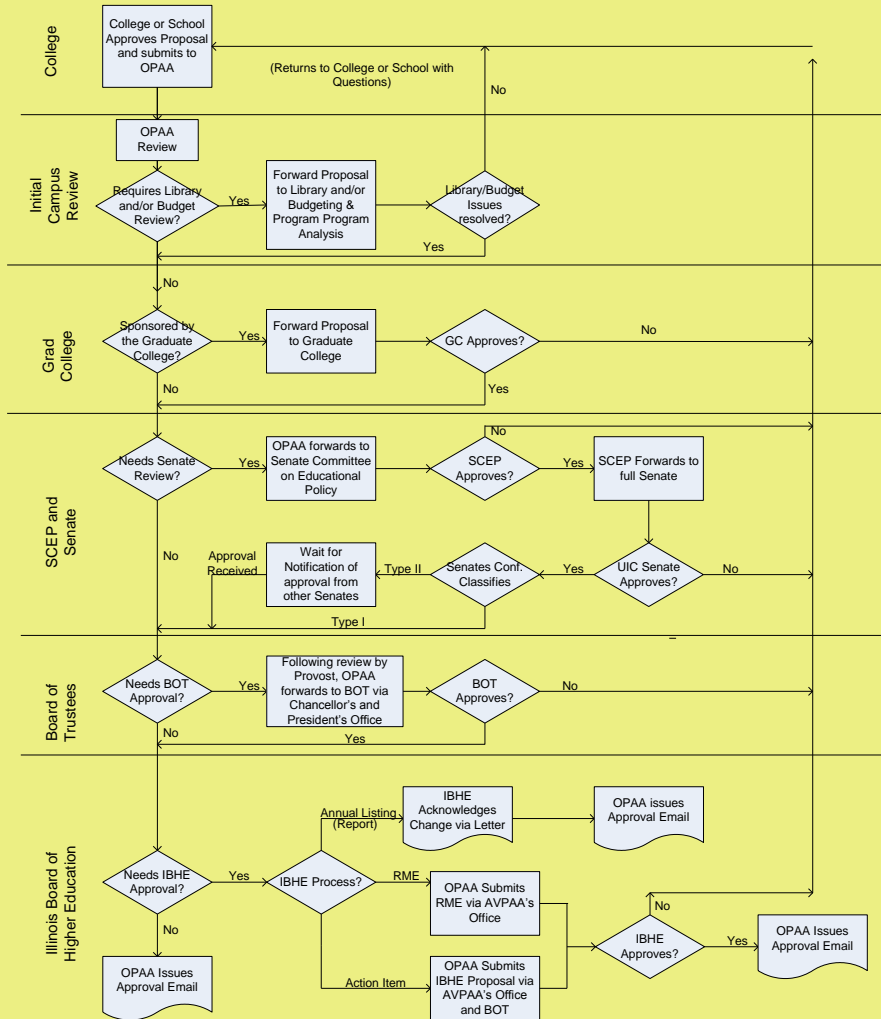 College
College or School
Approves Proposal
and submits to
OPAA
(Returns to College or School with
Questions)
No
Initial
Campus
Review
OPAA
Review
Requires Library
and/or Budget
Review?
Yes
Forward Proposal
to Library and/or
Budgeting &
Program Program
Analysis
Library/Budget
Issues
resolved?
Yes
No
Grad
College
Sponsored by
the Graduate
College?
Yes
Forward Proposal
to Graduate
College
GC Approves?
No
No
Yes
SCEP and
Senate
Needs Senate
Review?
Yes
OPAA forwards to
Senate Committee
on Educational
Policy
SCEP
Approves?
No
Yes
SCEP Forwards to
full Senate
No
Approval
Received
Wait for
Notification of
approval from
other Senates
Type II
Senates Conf.
Classifies
Yes
UIC Senate
Approves?
No
Type I
Board of
Trustees
Needs BOT
Approval?
Yes
Following review by
Provost, OPAA
forwards to BOT via
Chancellor's and
President's Office
BOT
Approves?
No
No
Yes
Illinois Board of
Higher Education
Annual Listing
(Report)
IBHE
Acknowledges
Change via Letter
OPAA issues
Approval Email
Needs IBHE
Approval?
Yes
IBHE Process?
RME
OPAA Submits
RME via AVPAA's
Office
No
IBHE
Approves?
Yes
OPAA Issues
Approval Email
No
OPAA Issues
Approval Email
Action Item
OPAA Submits
IBHE Proposal via
AVPAA's Office
and BOT